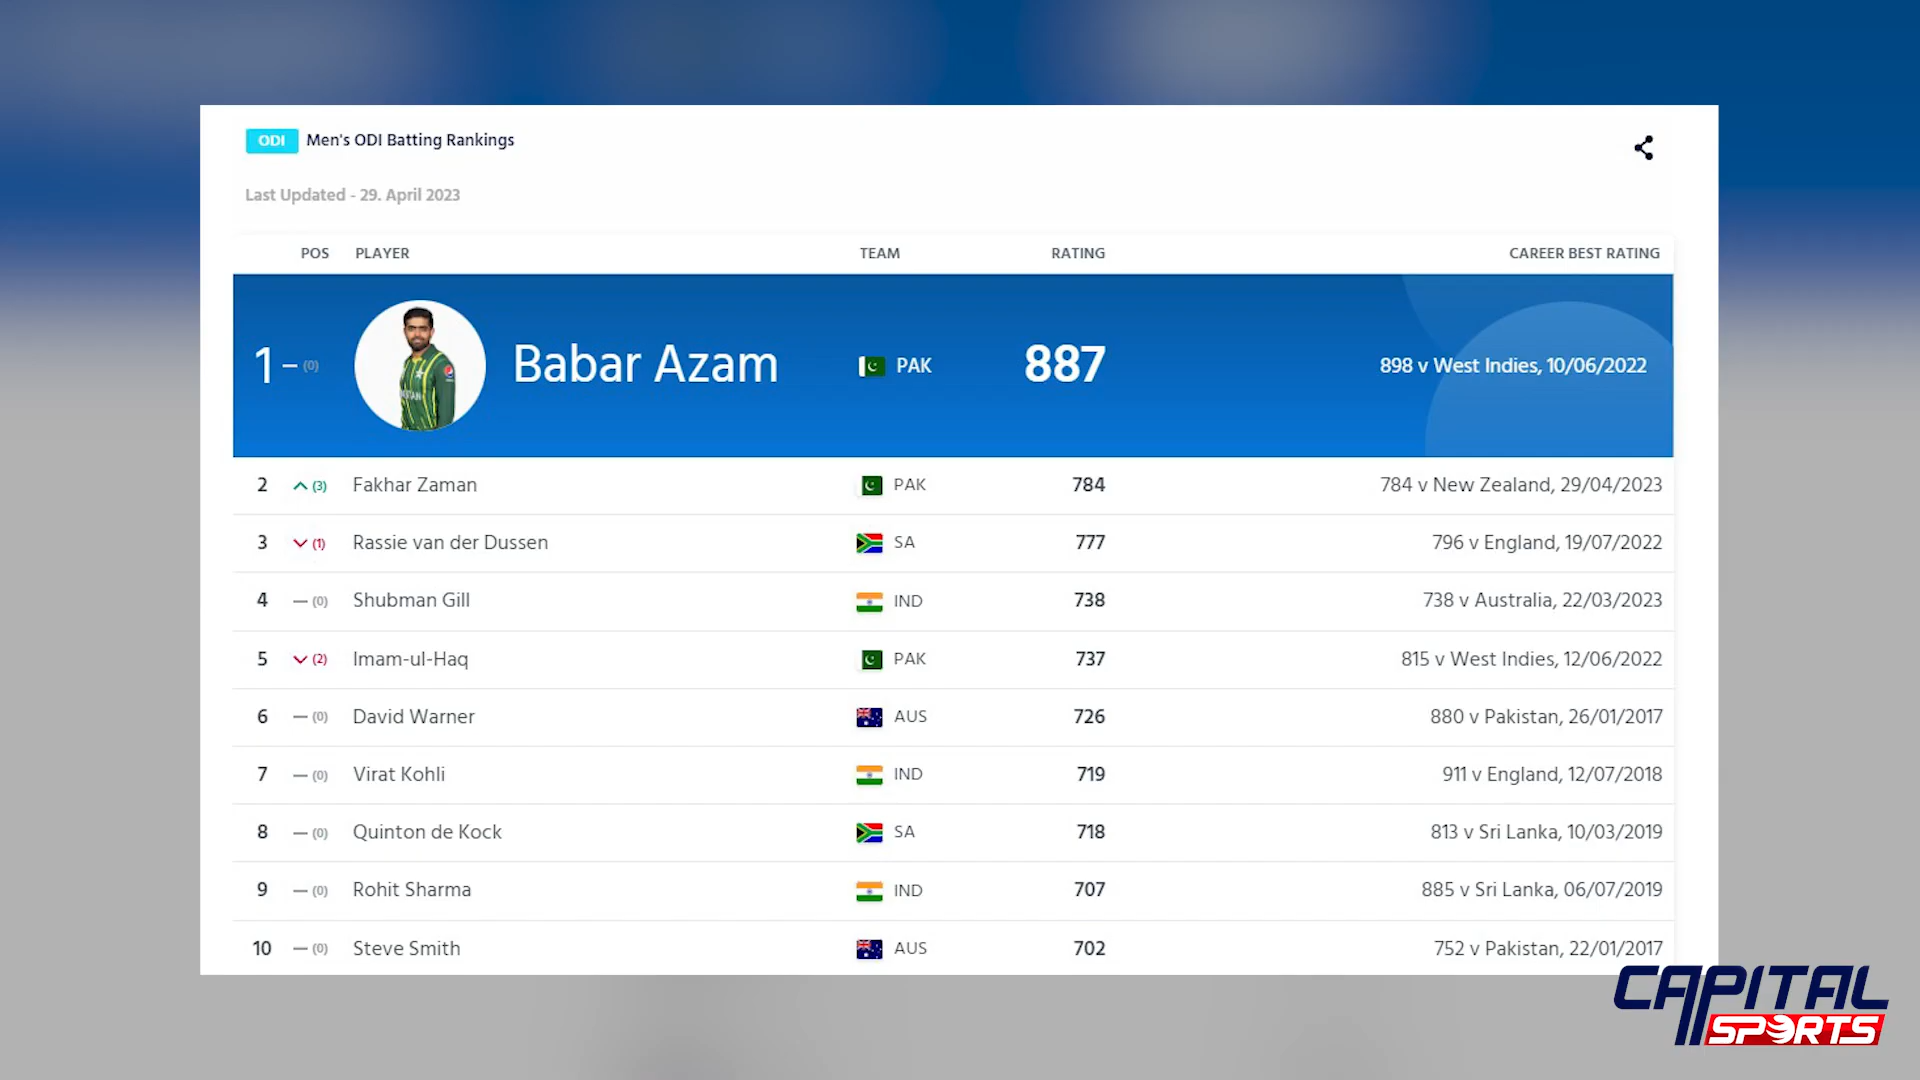 ODI Men's ODI Batting Rankings
Last Updated - 29. April 2023
POS PLAYER TEAM RATING CAREER BEST RATING
1 – (0) Babar Azam PAK 887 898 v West Indies, 10/06/2022
2 (3) Fakhar Zaman PAK 784 784 v New Zealand, 29/04/2023
3 (1) Rassie van der Dussen SA 777 796 v England, 19/07/2022
4 — (0) Shubman Gill IND 738 738 v Australia, 22/03/2023
5 (2) Imam-ul-Haq PAK 737 815 v West Indies, 12/06/2022
6 — (0) David Warner AUS 726 880 v Pakistan, 26/01/2017
7 — (0) Virat Kohli IND 719 911 v England, 12/07/2018
8 — (0) Quinton de Kock SA 718 813 v Sri Lanka, 10/03/2019
9 — (0) Rohit Sharma IND 707 885 v Sri Lanka, 06/07/2019
10 — (0) Steve Smith AUS 702 752 v Pakistan, 22/01/2017
CAPITAL
SPORTS